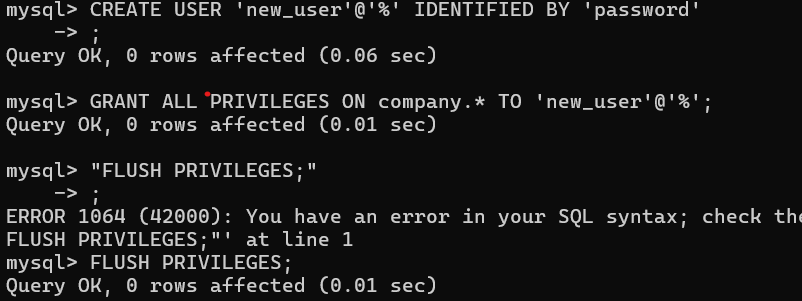 mysql> CREATE USER 'new_user'@'%' IDENTIFIED BY 'password'
    -> ;
Query OK, 0 rows affected (0.06 sec)
mysql> GRANT ALL PRIVILEGES ON company.* TO 'new_user'@'%';
Query OK, 0 rows affected (0.01 sec)
mysql> "FLUSH PRIVILEGES;"
    -> ;
ERROR 1064 (42000): You have an error in your SQL syntax; check the
FLUSH PRIVILEGES;"' at line 1
mysql> FLUSH PRIVILEGES;
Query OK, 0 rows affected (0.01 sec)